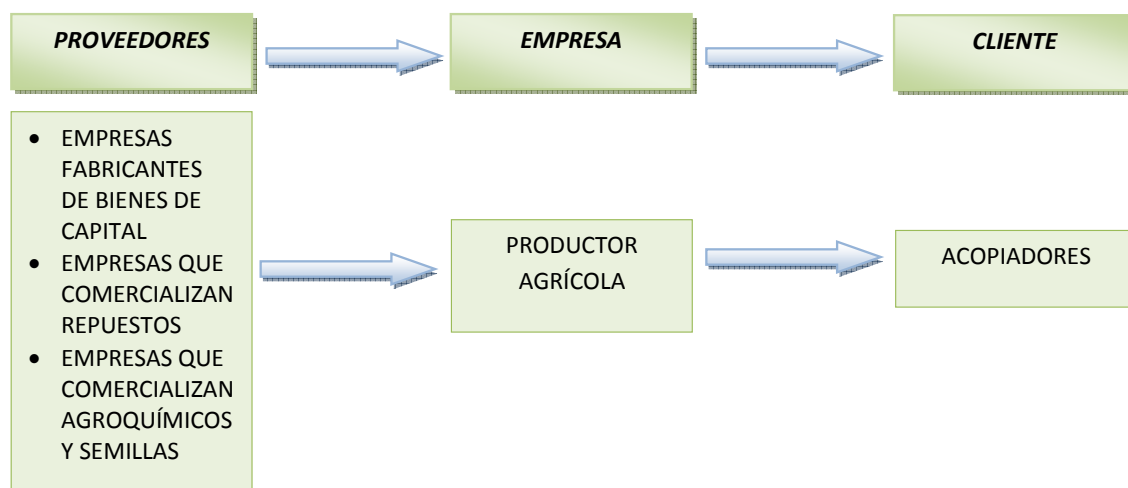 PROVEEDORES
EMPRESA
CLIENTE
• EMPRESAS
FABRICANTES
DE BIENES DE
CAPITAL
• EMPRESAS QUE
COMERCIALIZAN
REPUESTOS
• EMPRESAS QUE
COMERCIALIZAN
AGROQUÍMICOS
Y SEMILLAS
PRODUCTOR
AGRÍCOLA
ACOPIADORES